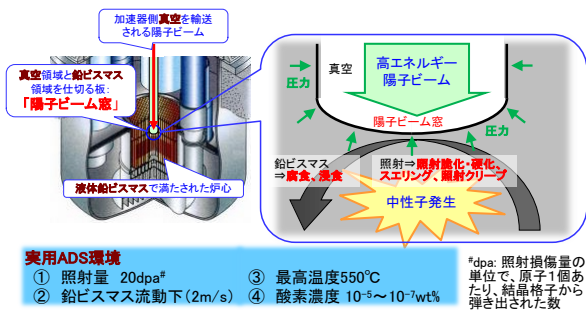 加速器側真空を輸送
される陽子ビーム
真空領域と鉛ビスマス
領域を仕切る板:
「陽子ビーム窓」
液体鉛ビスマスで満たされた炉心
真空
高エネルギー
陽子ビーム
圧力
陽子ビーム窓
圧力
鉛ビスマス
⇒腐食、浸食
照射⇒照射脆化・硬化、
スエリング、照射クリープ
中性子発生
実用ADS環境
① 照射量 20dpa#
② 鉛ビスマス流動下(2m/s)
③ 最高温度550℃
④ 酸素濃度 10-5~10-7wt%
#dpa: 照射損傷量の
単位で、原子1個あ
たり、結晶格子から
弾き出された数